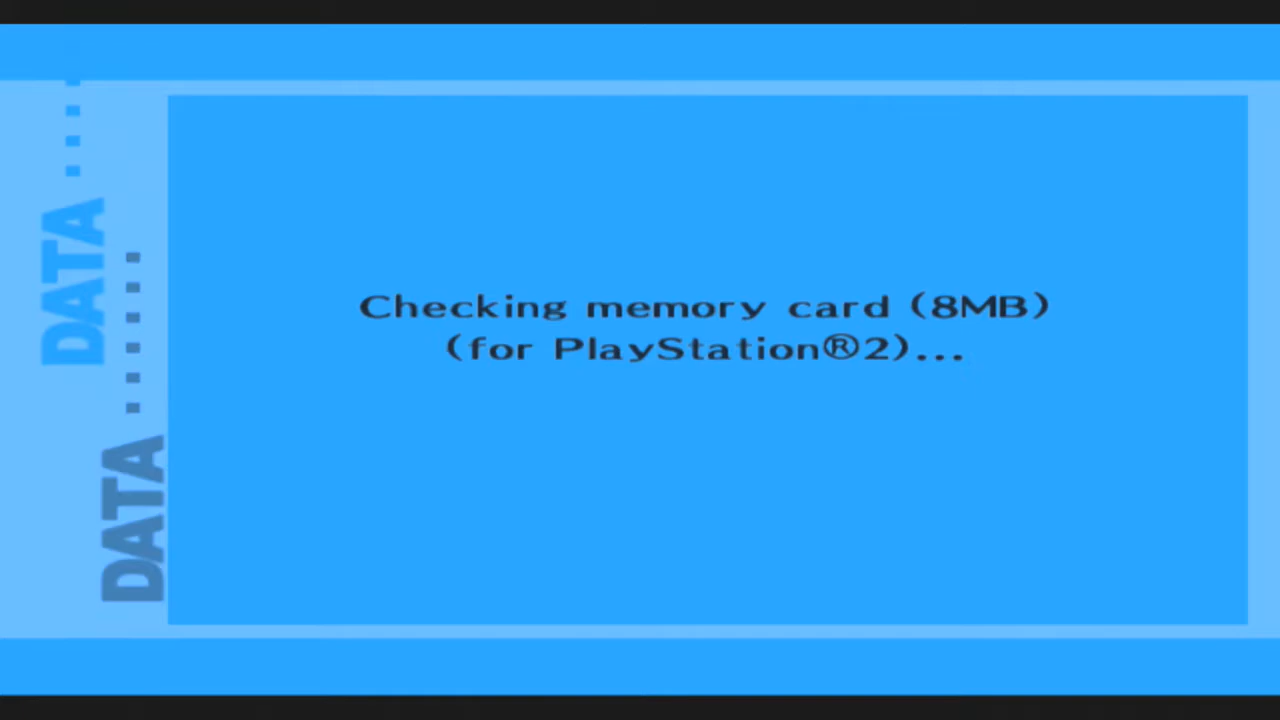 DATA ......
DATA ......
Checking memory card (8MB)
(for PlayStation®2)...